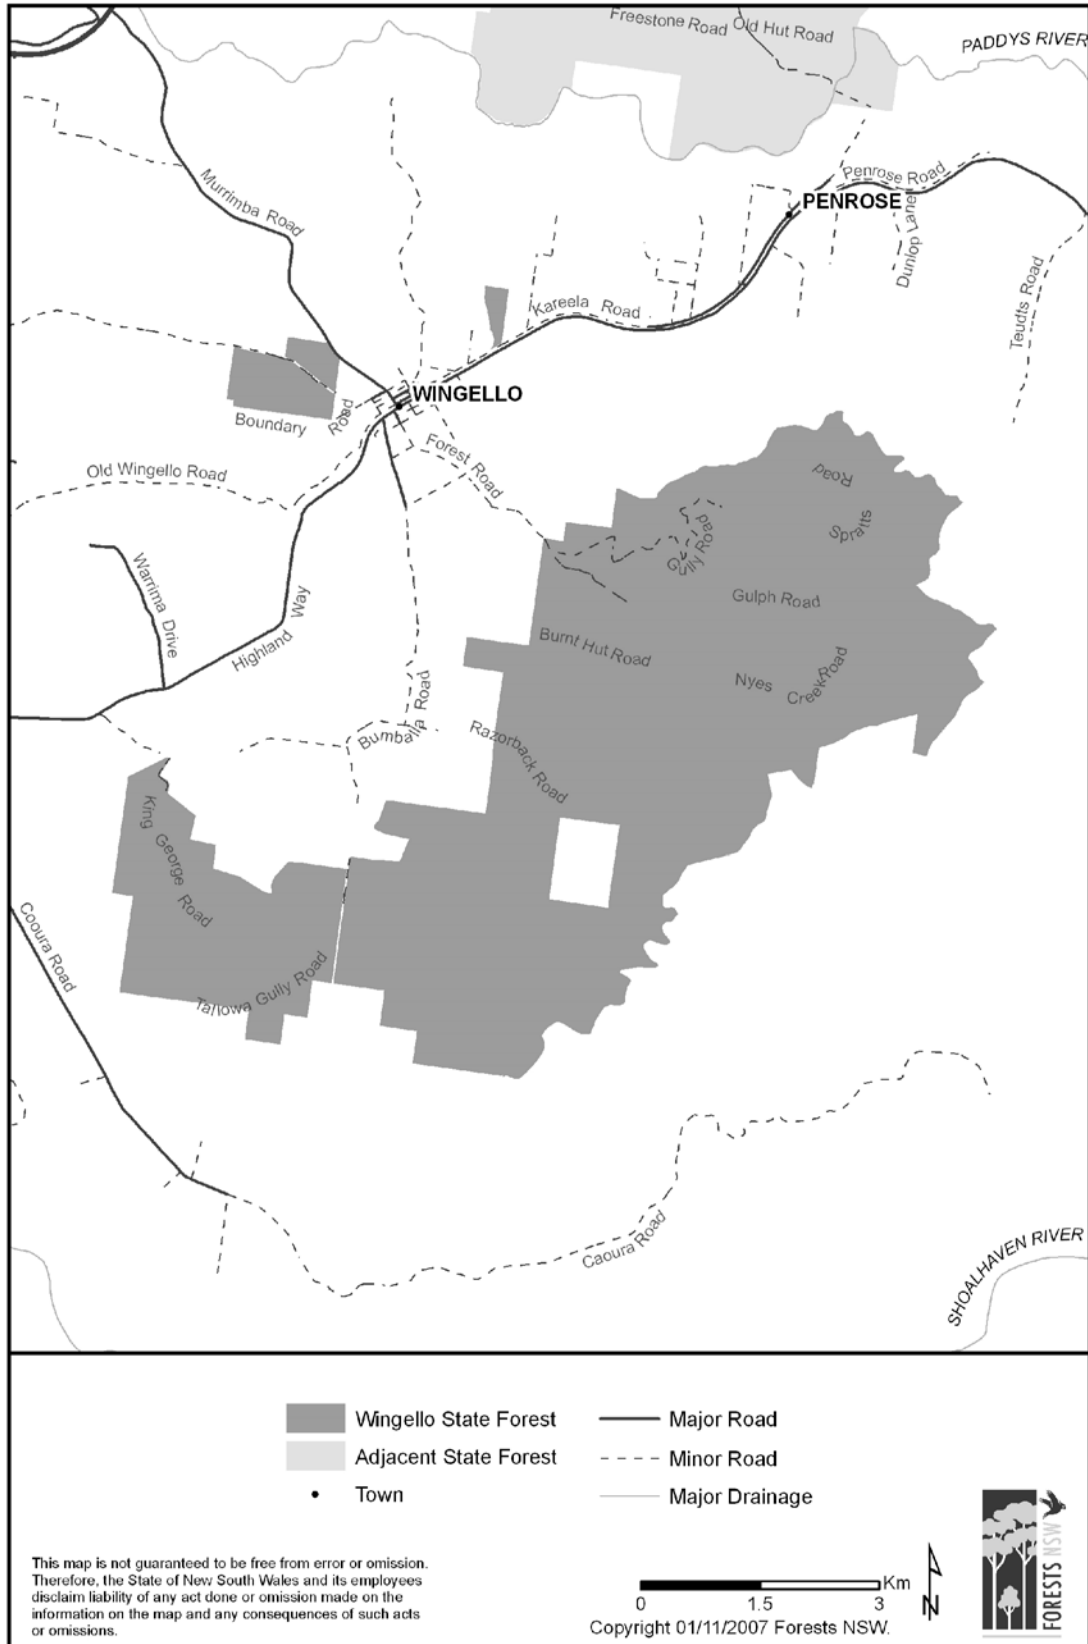 Freestone Road
Old Hut Road
PADDYS RIVER
Murrimba Road
Penrose Road
PENROSE
Dunlop Lane
Teudts Road
Kareela Road
WINGELLO
Boundary Road
Forest Road
Old Wingello Road
Road
Spratts
Gully Road
Warrima Drive
Highland Way
Gulph Road
Burnt Hut Road
Nyes Creek Road
Bumballa Road
Razorback Road
King George Road
Cooura Road
Tallowa Gully Road
Caoura Road
SHOALHAVEN RIVER
Wingello State Forest
Major Road
Adjacent State Forest
Minor Road
Town
Major Drainage
This map is not guaranteed to be free from error or omission.
Therefore, the State of New South Wales and its employees
disclaim liability of any act done or omission made on the
information on the map and any consequences of such acts
or omissions.
Km
0 1.5 3
Copyright 01/11/2007 Forests NSW.
N
FORESTS NSW